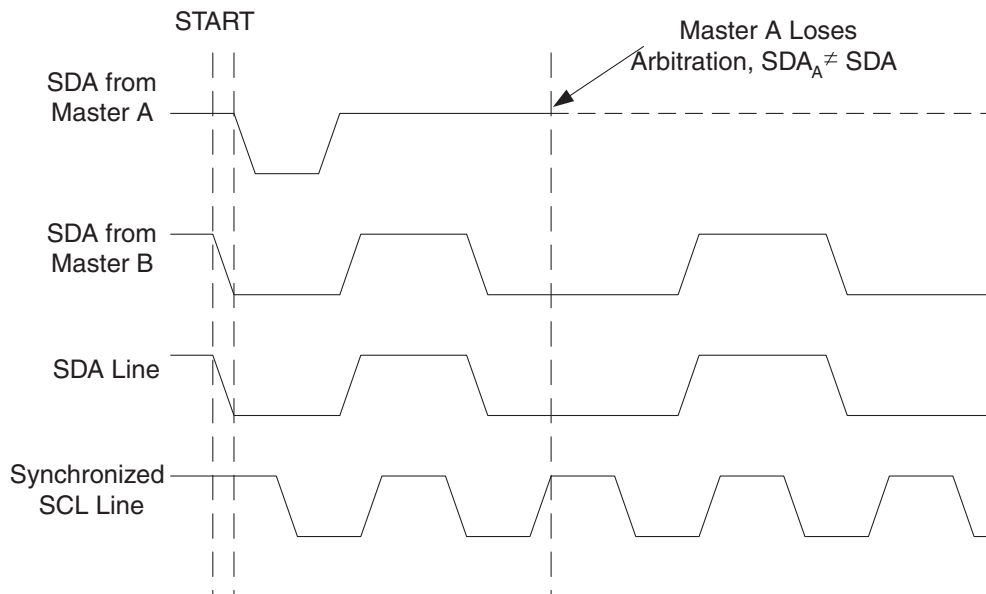 START
Master A Loses
Arbitration, SDA_A ≠ SDA
SDA from
Master A
SDA from
Master B
SDA Line
Synchronized
SCL Line